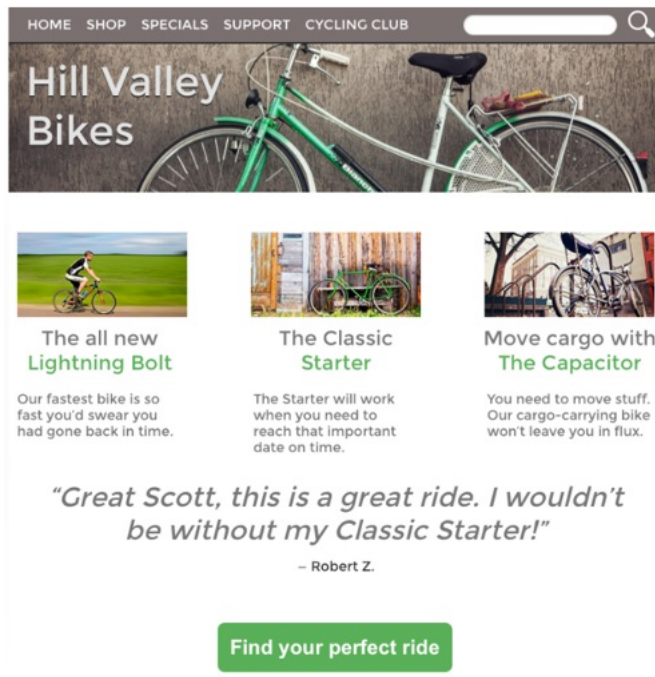 HOME SHOP SPECIALS SUPPORT CYCLING CLUB
Hill Valley
Bikes
The all new
Lightning Bolt
Our fastest bike is so
fast you'd swear you
had gone back in time.
The Classic
Starter
The Starter will work
when you need to
reach that important
date on time.
Move cargo with
The Capacitor
You need to move stuff.
Our cargo-carrying bike
won't leave you in flux.
“Great Scott, this is a great ride. I wouldn't
be without my Classic Starter!”
– Robert Z.
Find your perfect ride